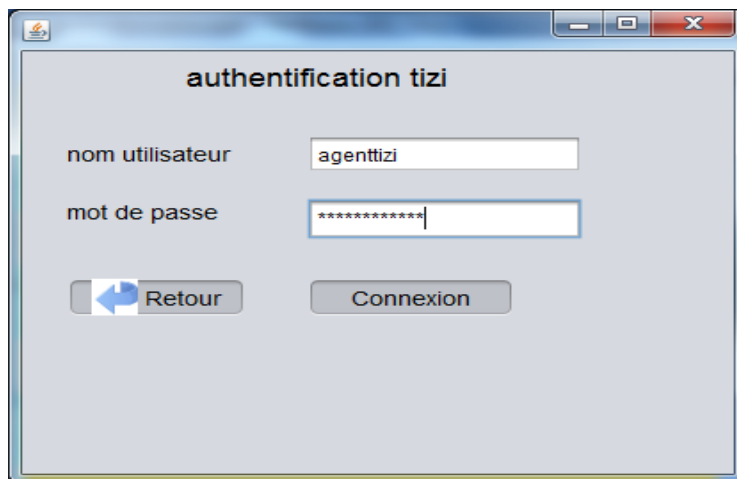 authentification tizi
nom utilisateur
agenttizi
mot de passe
************
Retour
Connexion